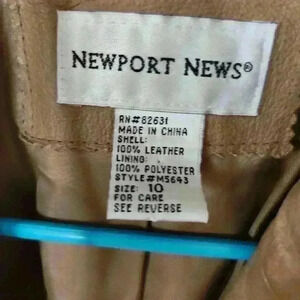 NEWPORT NEWS®
RN#82631
MADE IN CHINA
SHELL:
100% LEATHER
LINING:
100% POLYESTER
STYLE#M5643
SIZE: 10
FOR CARE
SEE REVERSE